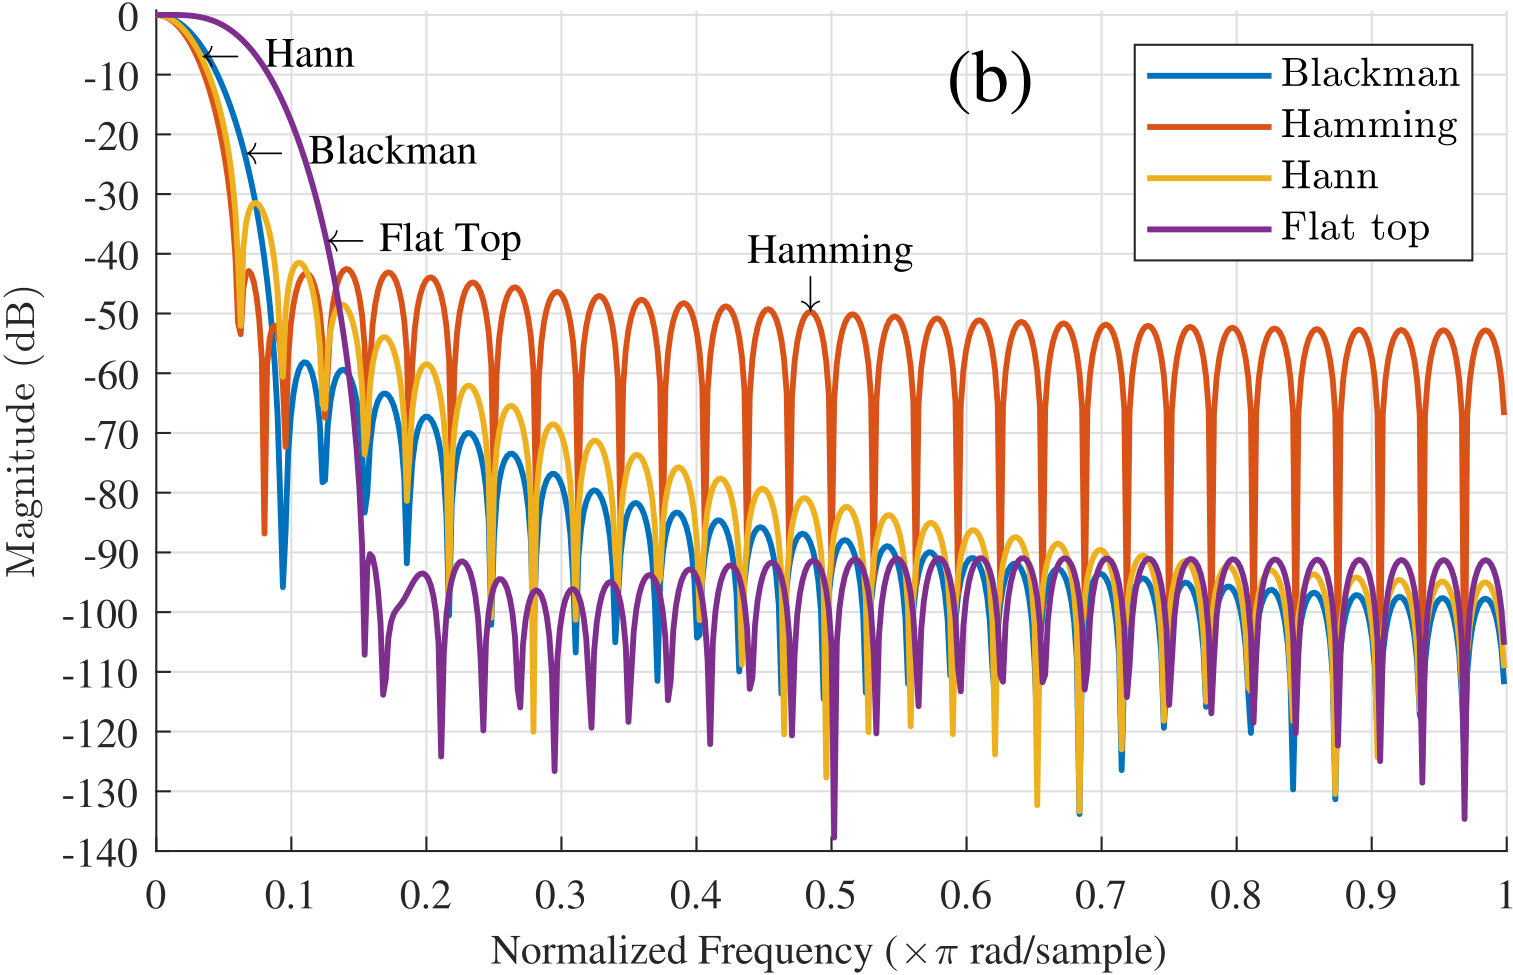 0
-10
-20
-30
-40
-50
-60
-70
-80
-90
-100
-110
-120
-130
-140
Magnitude (dB)
Hann
Blackman
Flat Top
Hamming
(b)
Blackman
Hamming
Hann
Flat top
0 0.1 0.2 0.3 0.4 0.5 0.6 0.7 0.8 0.9 1
Normalized Frequency (×π rad/sample)